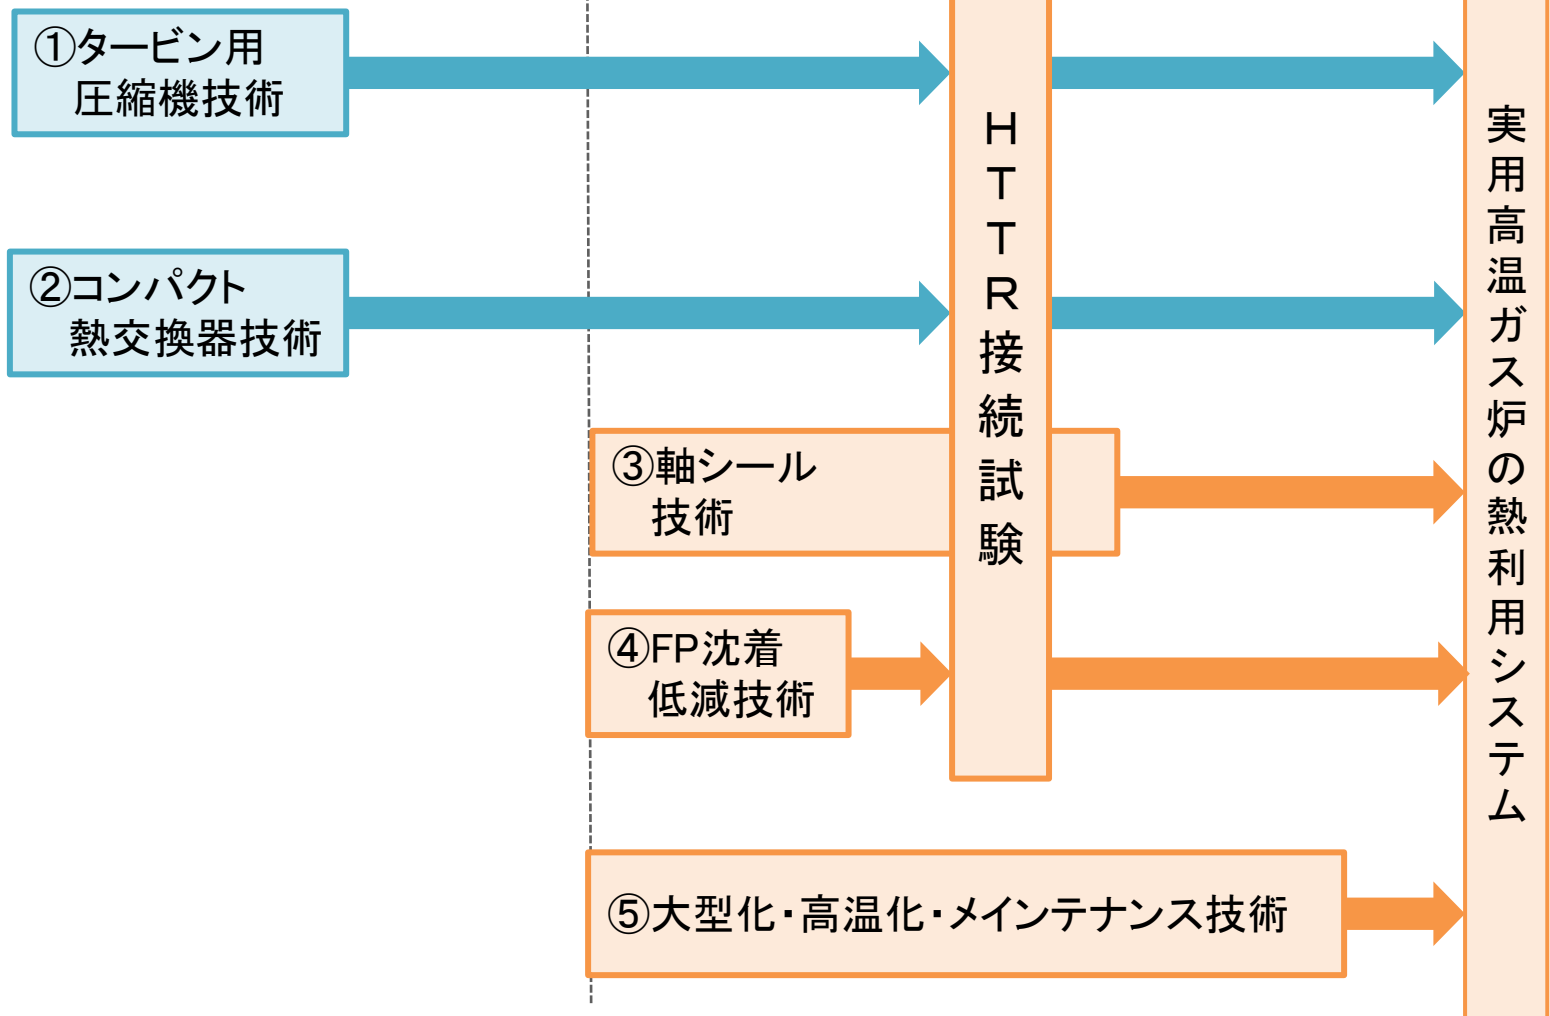 ①タービン用
圧縮機技術
②コンパクト
熱交換器技術
③軸シール
技術
④FP沈着
低減技術
⑤大型化・高温化・メインテナンス技術
HTTR接続試験
実用高温ガス炉の熱利用システム